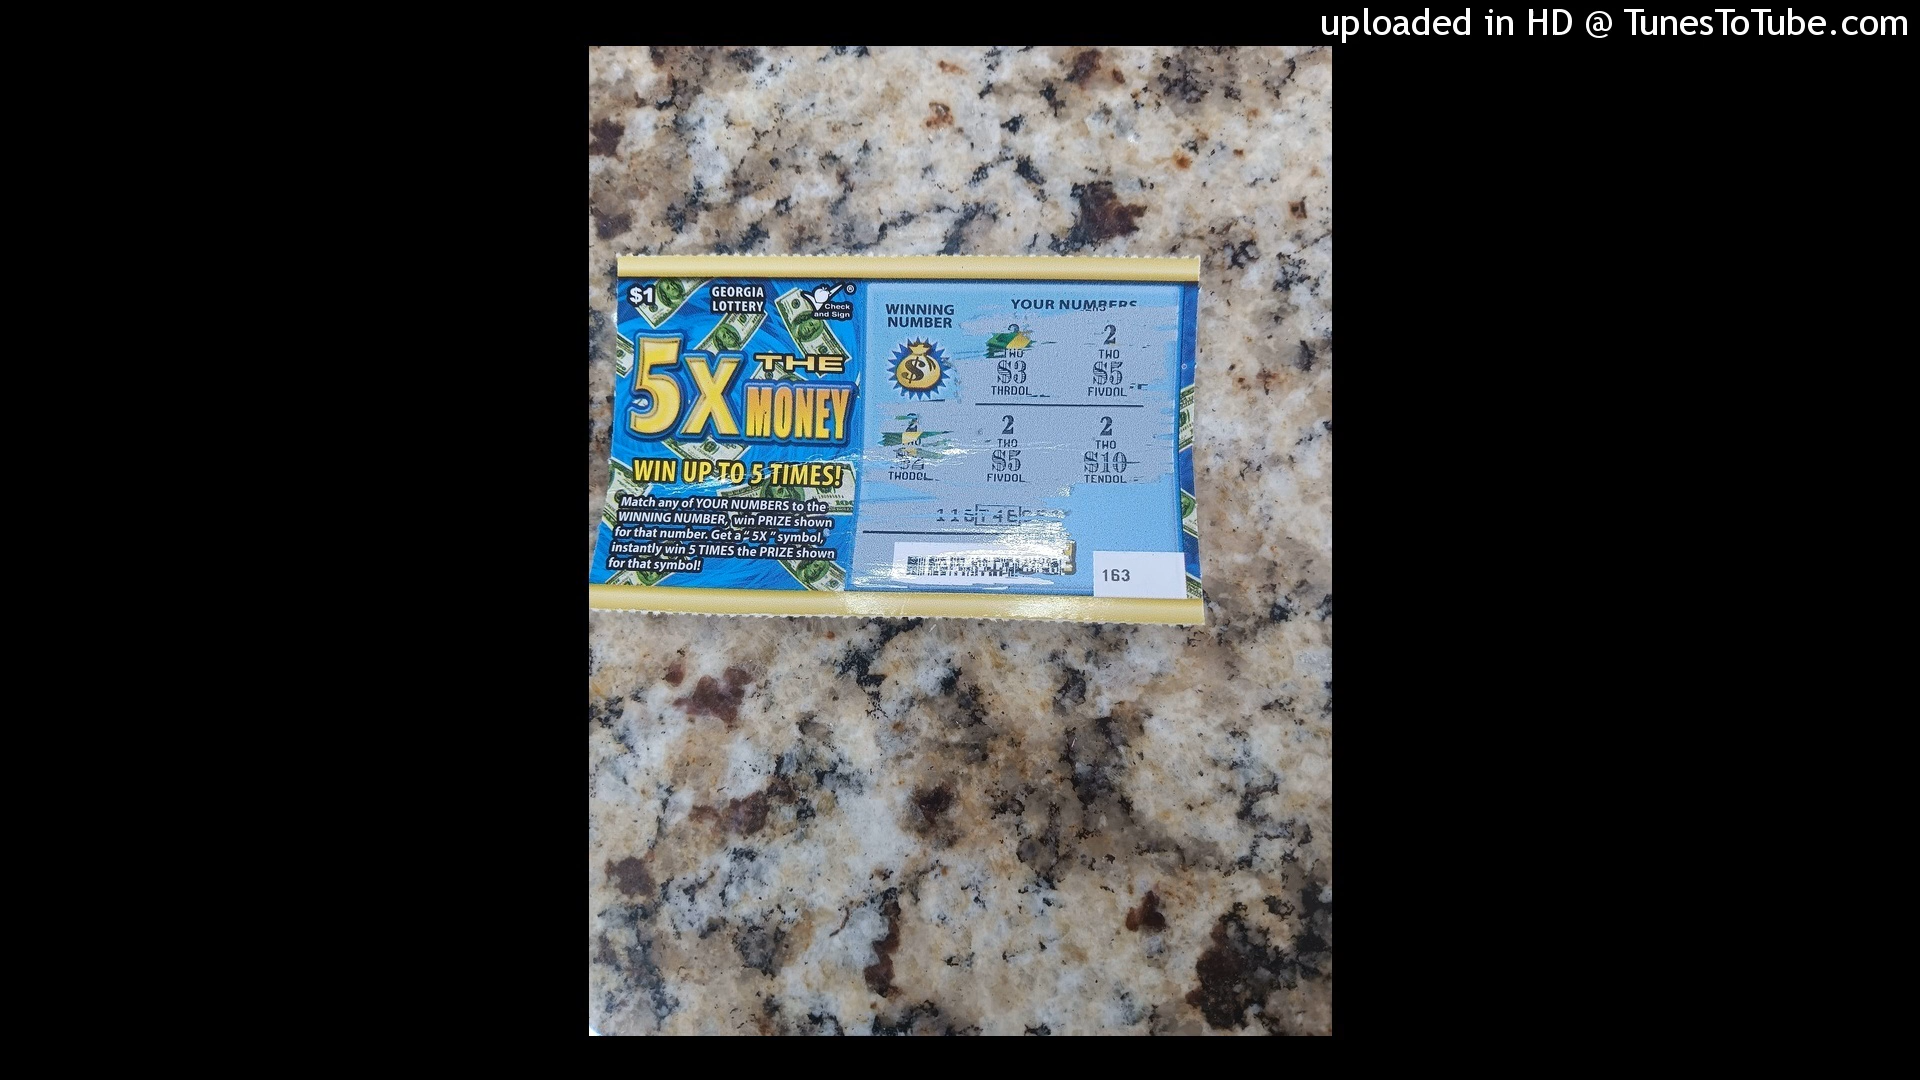 uploaded in HD @ TunesToTube.com
$1
GEORGIA
LOTTERY
Check
and Sign
5X THE
MONEY
WIN UP TO 5 TIMES!
Match any of YOUR NUMBERS to the
WINNING NUMBER, win PRIZE shown
for that number. Get a "5X" symbol,
instantly win 5 TIMES the PRIZE shown
for that symbol!
WINNING
NUMBER
YOUR NUMBERS
2 2
TWO TWO
$3 $5
THRDOL FIVDOL
2 2 2
TWO TWO
$2 $5 $10
TWODOL FIVDOL TENDOL
163